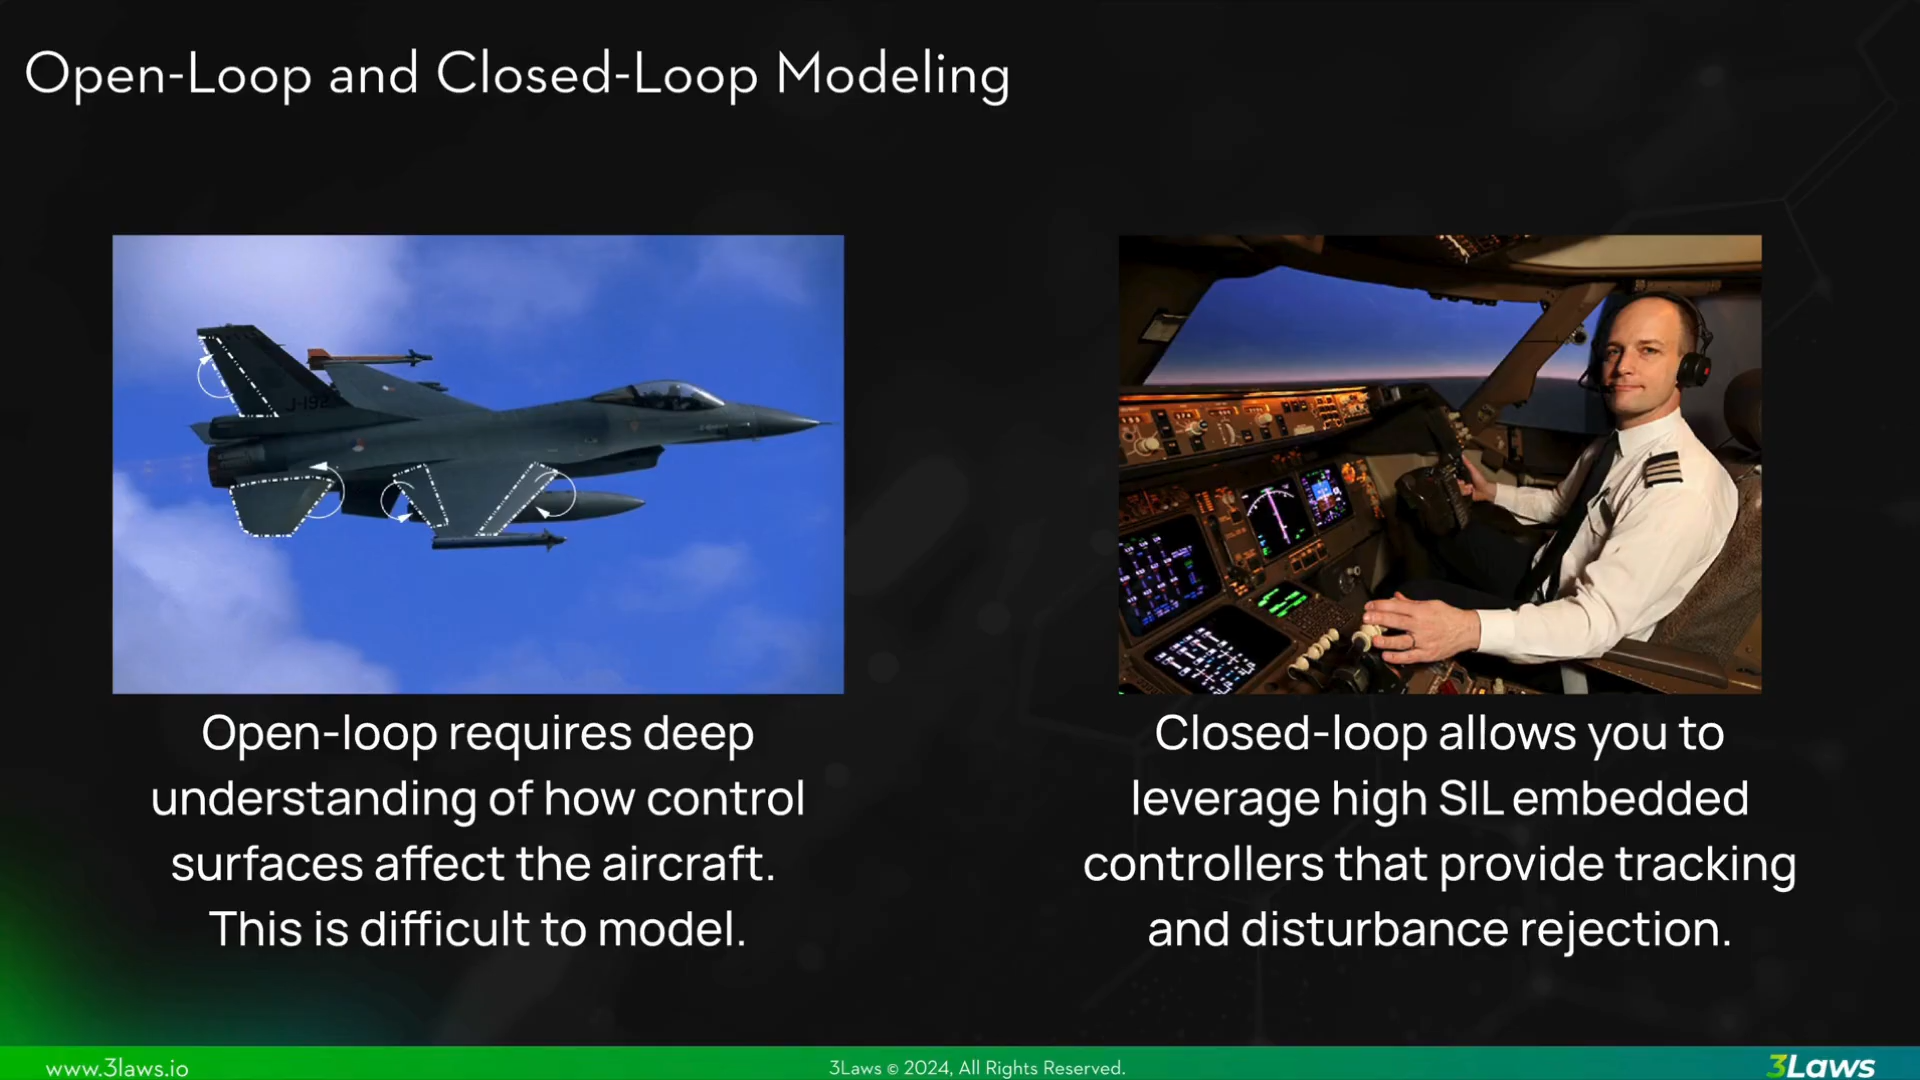 Open-Loop and Closed-Loop Modeling
J-192
Open-loop requires deep
understanding of how control
surfaces affect the aircraft.
This is difficult to model.
Closed-loop allows you to
leverage high SIL embedded
controllers that provide tracking
and disturbance rejection.
www.3laws.io
3Laws © 2024, All Rights Reserved.
3Laws